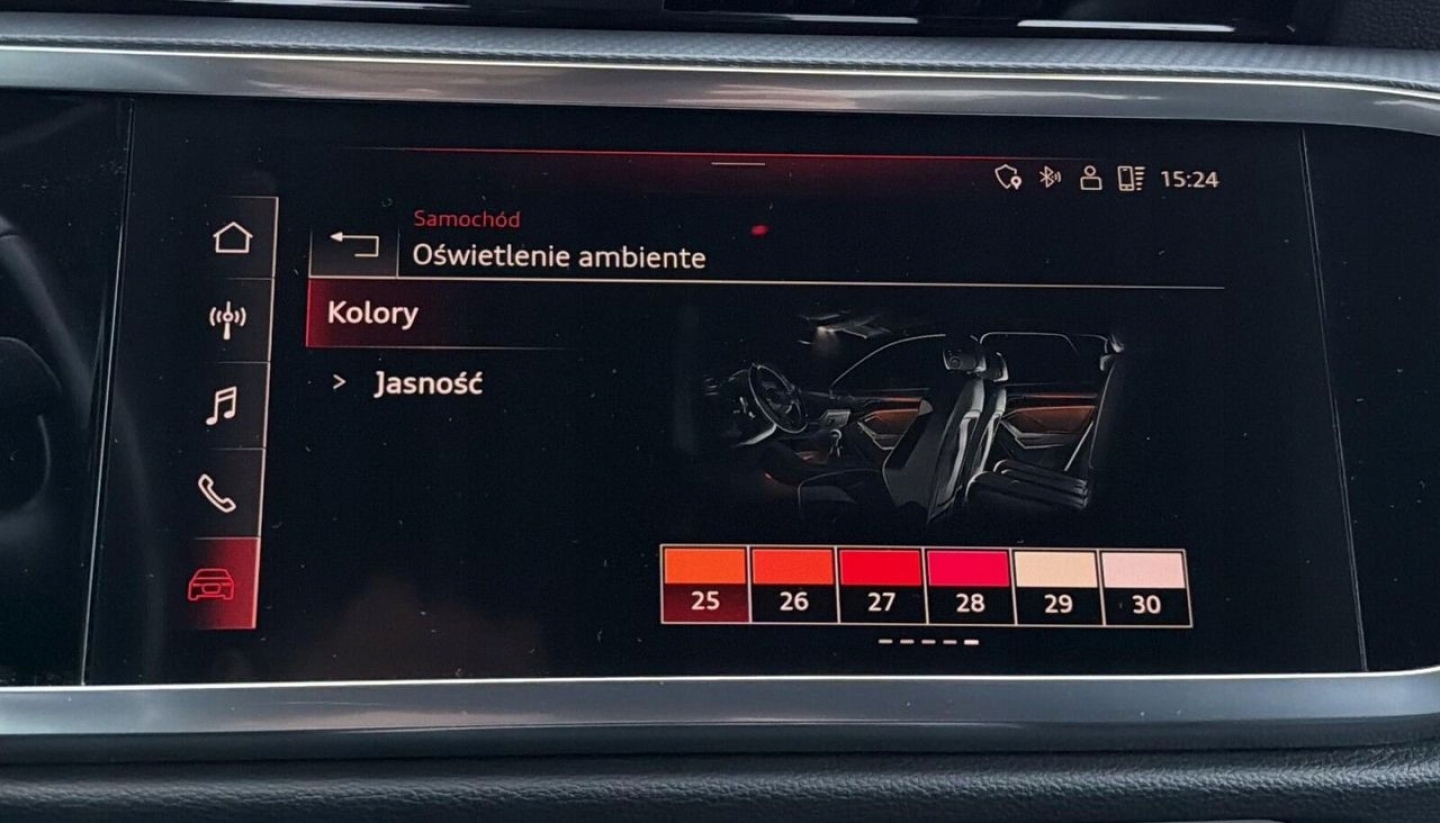 15:24
Samochód
Oświetlenie ambiente
Kolory
> Jasność
25 26 27 28 29 30